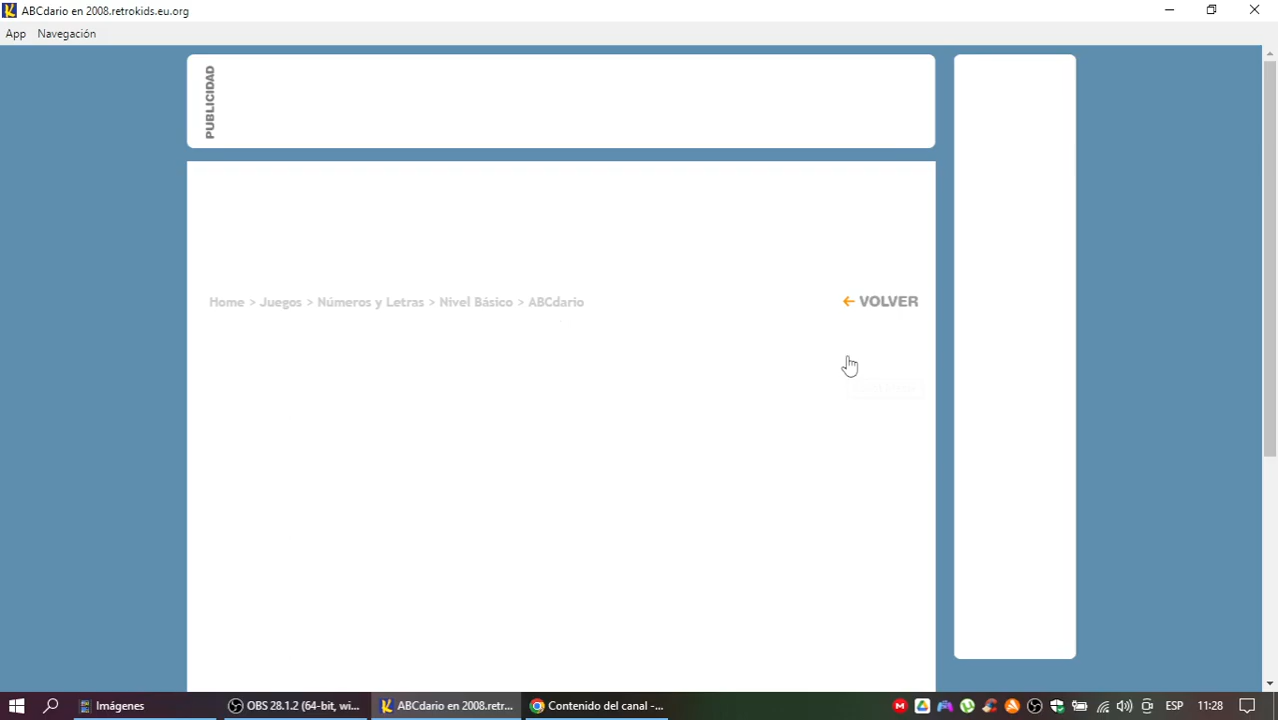 ABCdario en 2008.retrokids.eu.org
App Navegación
PUBLICIDAD
Home > Juegos > Números y Letras > Nivel Básico > ABCdario
VOLVER
Imágenes
OBS 28.1.2 (64-bit, wi...
ABCdario en 2008.retr...
Contenido del canal -...
ESP
11:28